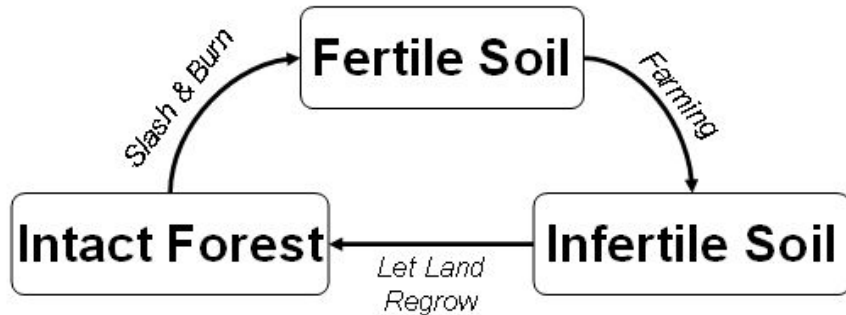 Fertile Soil
Slash & Burn
Farming
Intact Forest
Infertile Soil
Let Land
Regrow